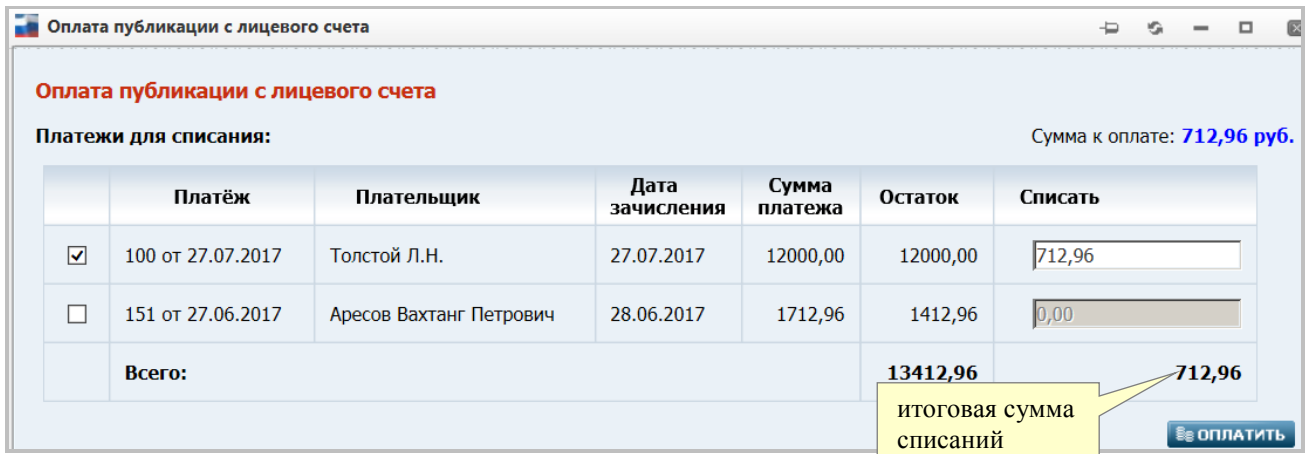 Оплата публикации с лицевого счета
Оплата публикации с лицевого счета
Платежи для списания: Сумма к оплате: 712,96 руб.
Платёж Плательщик Дата зачисления Сумма платежа Остаток Списать
100 от 27.07.2017 Толстой Л.Н. 27.07.2017 12000,00 12000,00 712,96
151 от 27.06.2017 Аресов Вахтанг Петрович 28.06.2017 1712,96 1412,96 0,00
Всего: 13412,96 712,96
итоговая сумма
списаний
ОПЛАТИТЬ